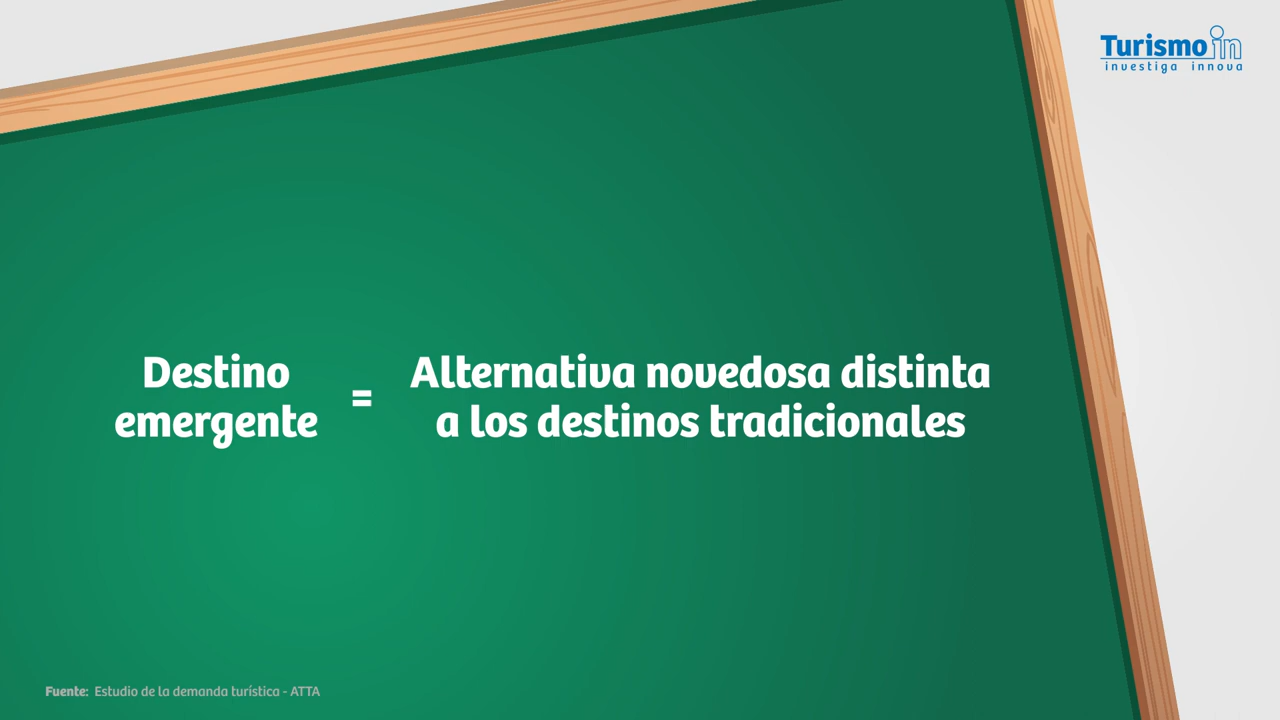 Turismo in
investiga innova
Destino
emergente
=
Alternativa novedosa distinta
a los destinos tradicionales
Fuente: Estudio de la demanda turística - ATTA